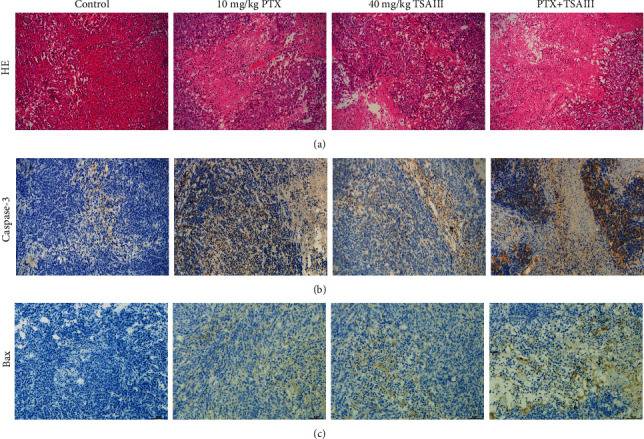 Control 10 mg/kg PTX 40 mg/kg TSAIII PTX+TSAIII
HE
(a)
Caspase-3
(b)
Bax
(c)